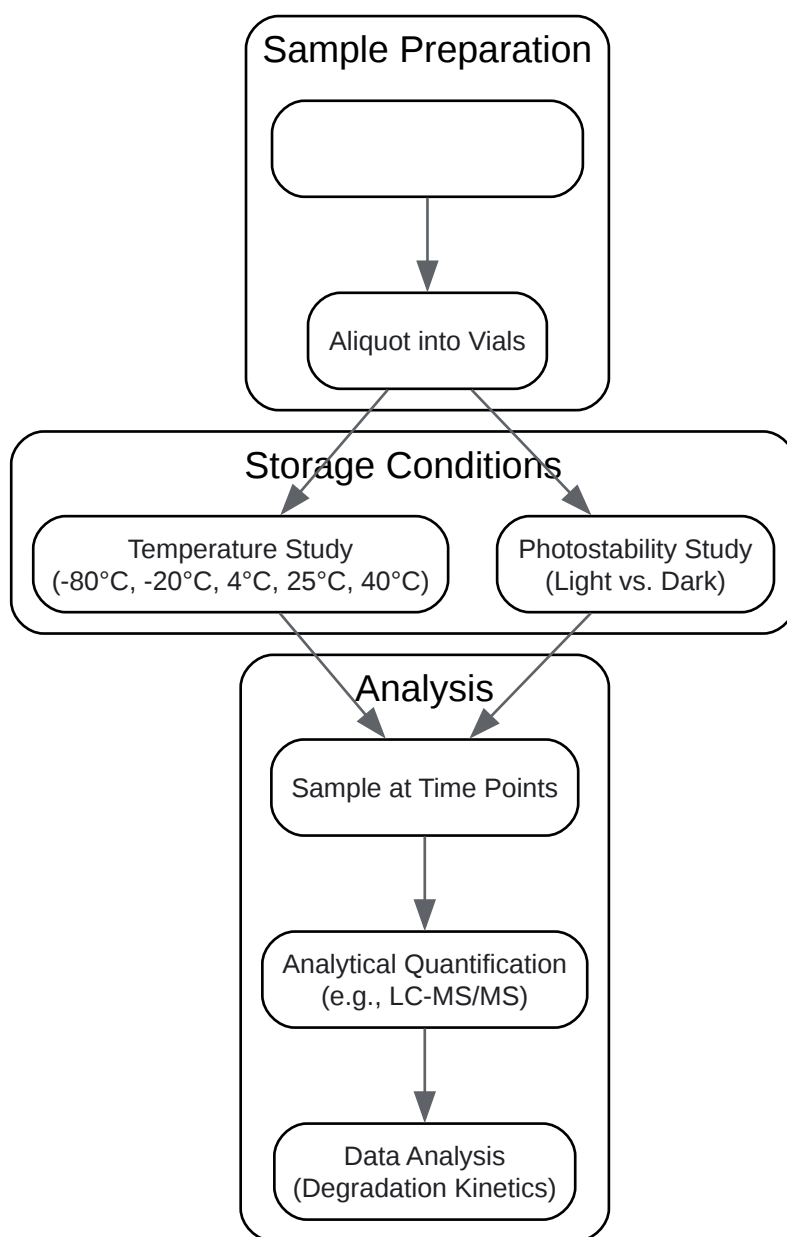 Sample Preparation
Aliquot into Vials
Storage Conditions
Temperature Study
(-80°C, -20°C, 4°C, 25°C, 40°C)
Photostability Study
(Light vs. Dark)
Analysis
Sample at Time Points
Analytical Quantification
(e.g., LC-MS/MS)
Data Analysis
(Degradation Kinetics)